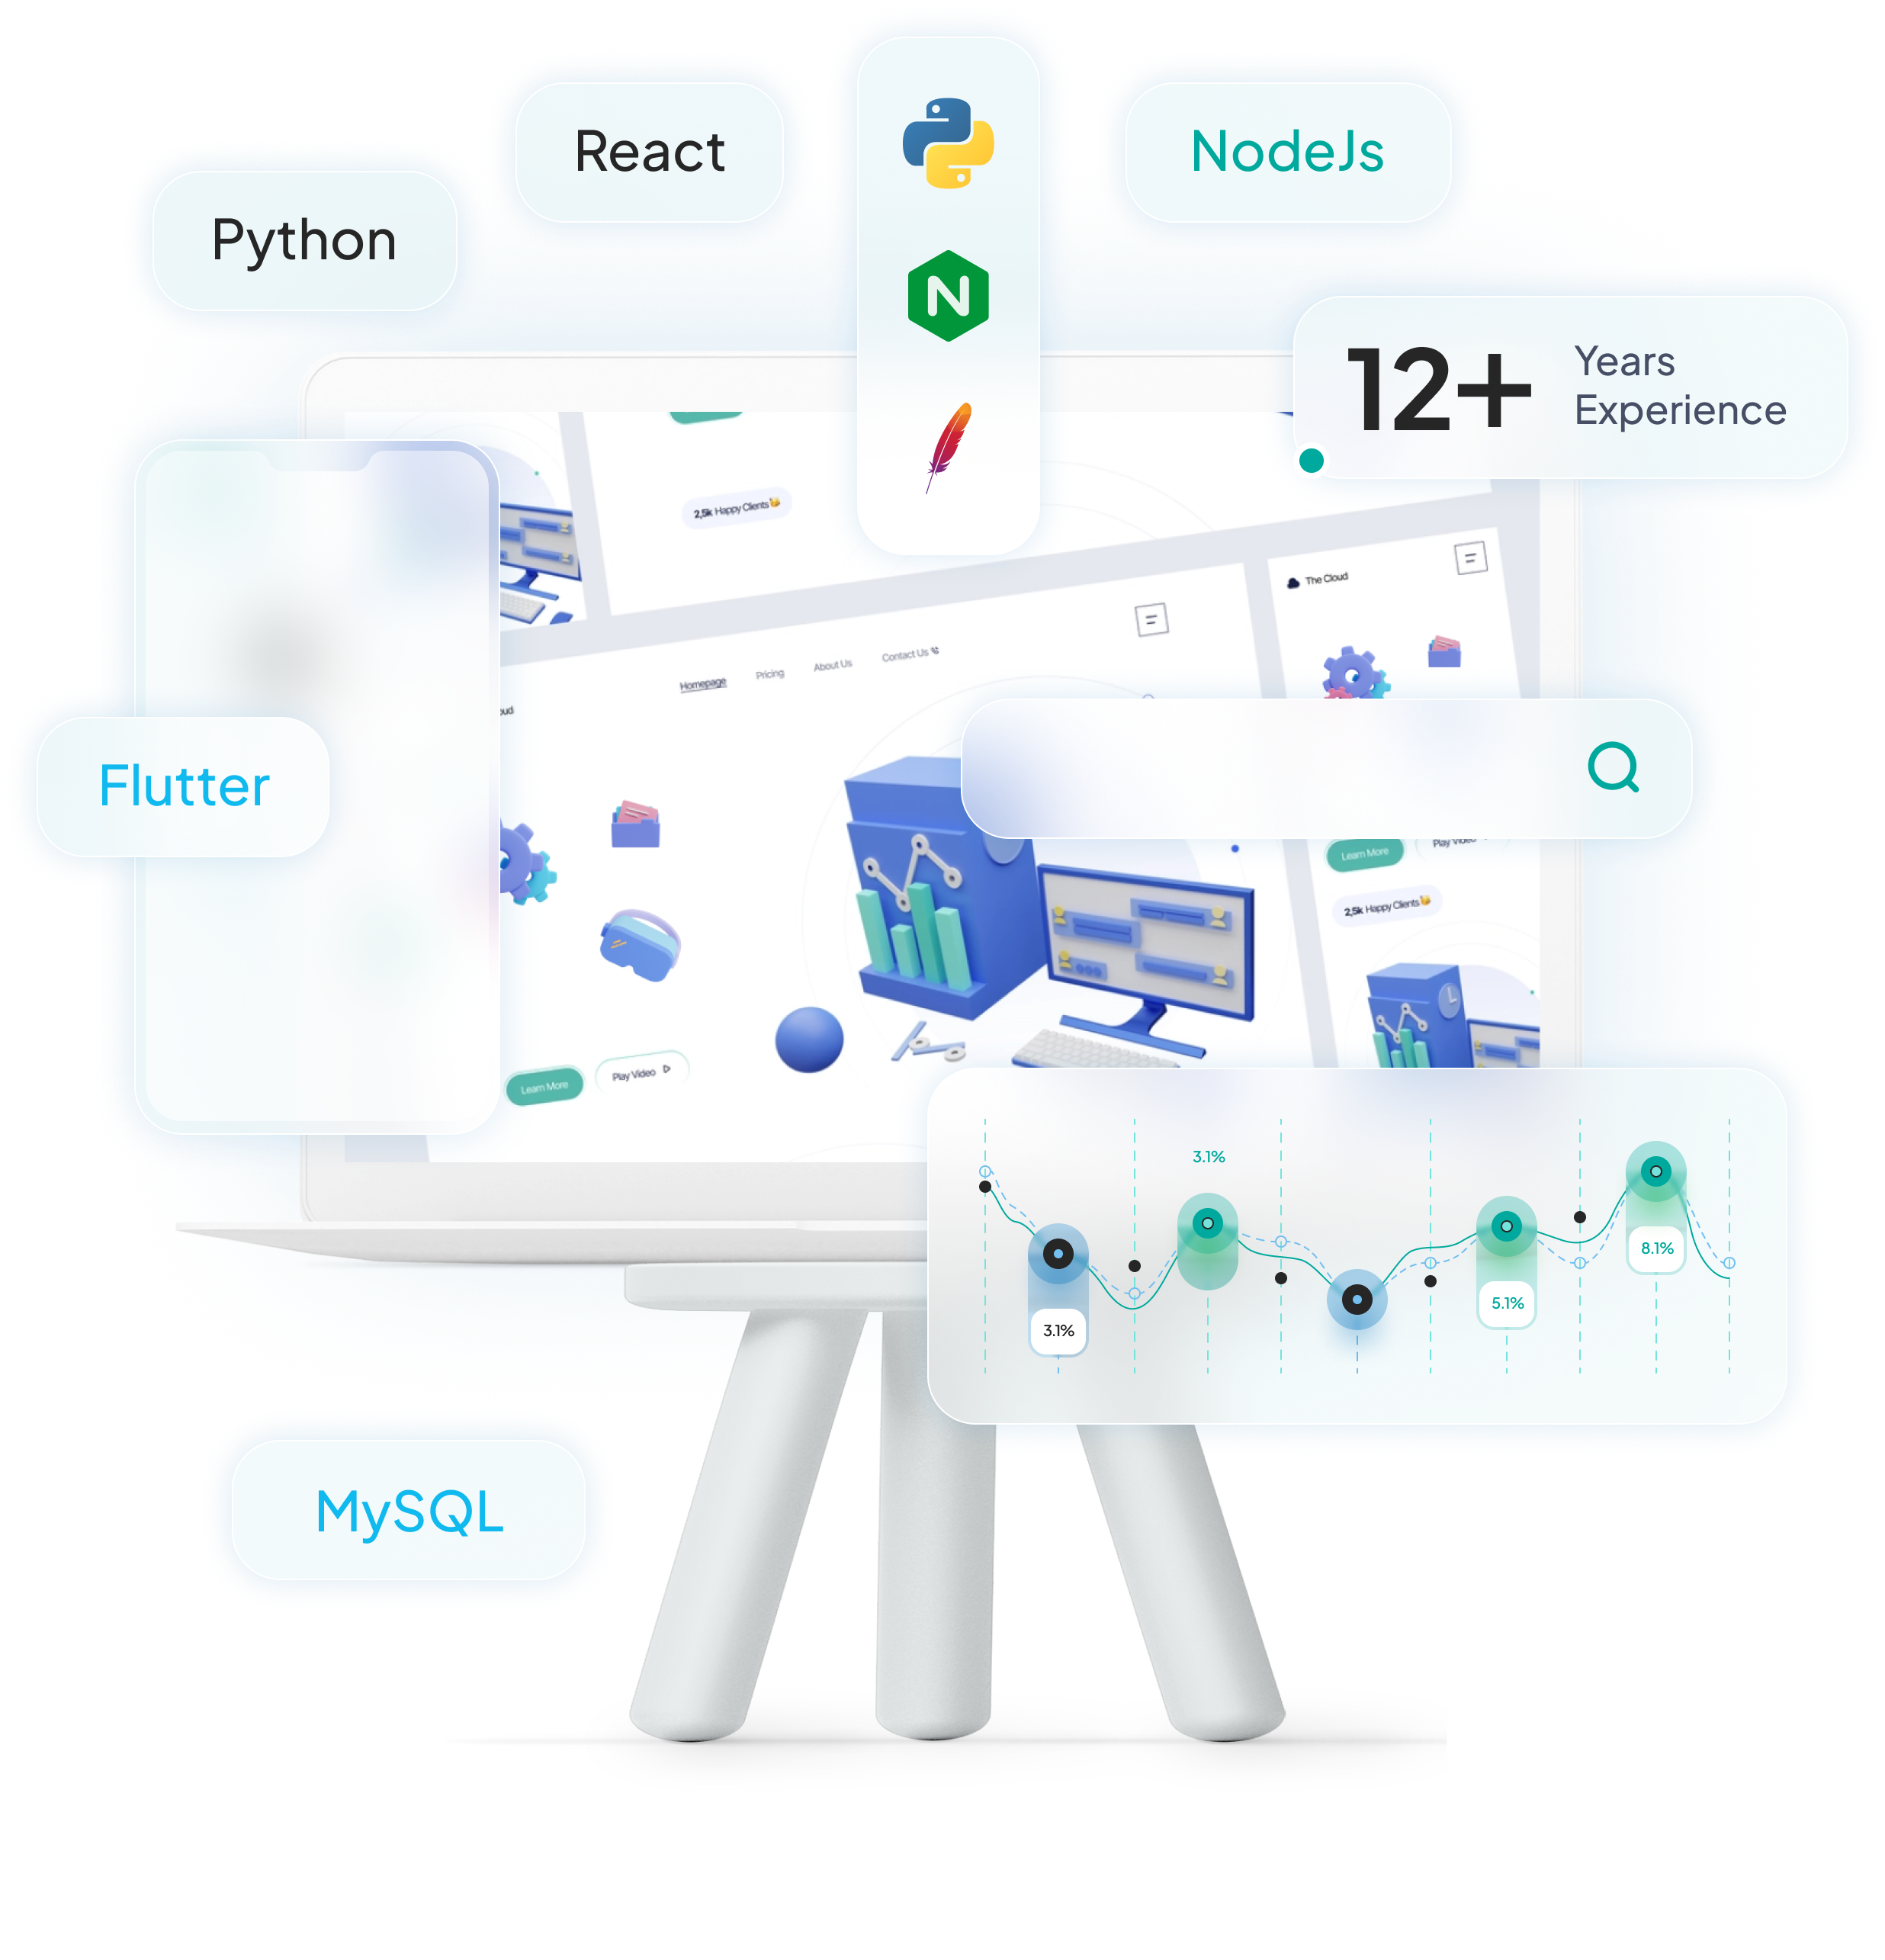 React
NodeJs
Python
12+
Years
Experience
2,5k Happy Clients
The Cloud
Homepage
Pricing
About Us
Contact Us
Flutter
Learn More
Play Video
2,5k Happy Clients
Learn More
Play Video
3.1%
8.1%
5.1%
3.1%
MySQL